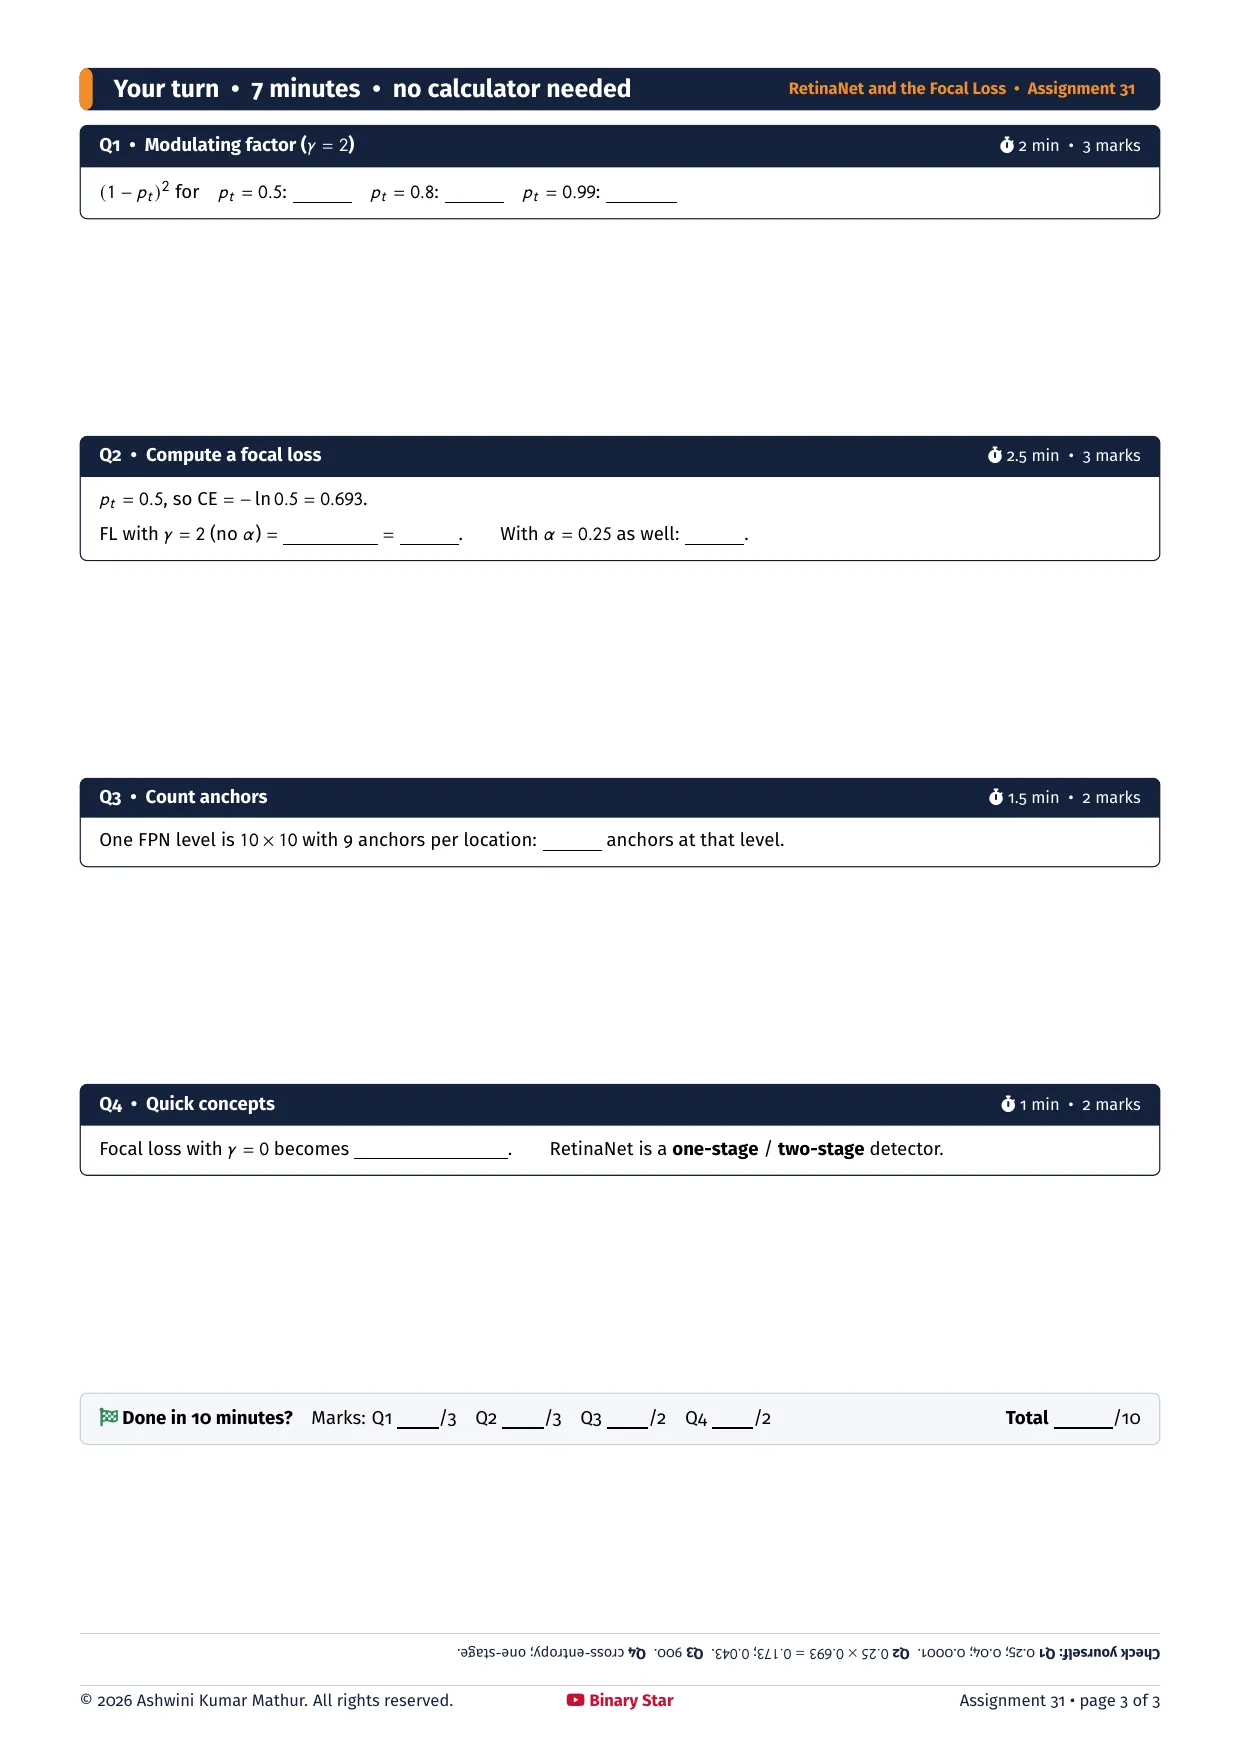 Your turn • 7 minutes • no calculator needed RetinaNet and the Focal Loss • Assignment 31
Q1 • Modulating factor (γ = 2) 2 min • 3 marks
(1 − pₜ)² for pₜ = 0.5: ______ pₜ = 0.8: ______ pₜ = 0.99: _______
Q2 • Compute a focal loss 2.5 min • 3 marks
pₜ = 0.5, so CE = − ln 0.5 = 0.693.
FL with γ = 2 (no α) = __________ = ______. With α = 0.25 as well: ______.
Q3 • Count anchors 1.5 min • 2 marks
One FPN level is 10 × 10 with 9 anchors per location: ______ anchors at that level.
Q4 • Quick concepts 1 min • 2 marks
Focal loss with γ = 0 becomes ________________. RetinaNet is a one-stage / two-stage detector.
Done in 10 minutes? Marks: Q1 ____/3 Q2 ____/3 Q3 ____/2 Q4 ____/2 Total ______/10
Check yourself: Q1 0.25; 0.04; 0.0001. Q2 0.25 × 0.693 = 0.173; 0.043. Q3 900. Q4 cross-entropy; one-stage.
© 2026 Ashwini Kumar Mathur. All rights reserved. Binary Star Assignment 31 • page 3 of 3